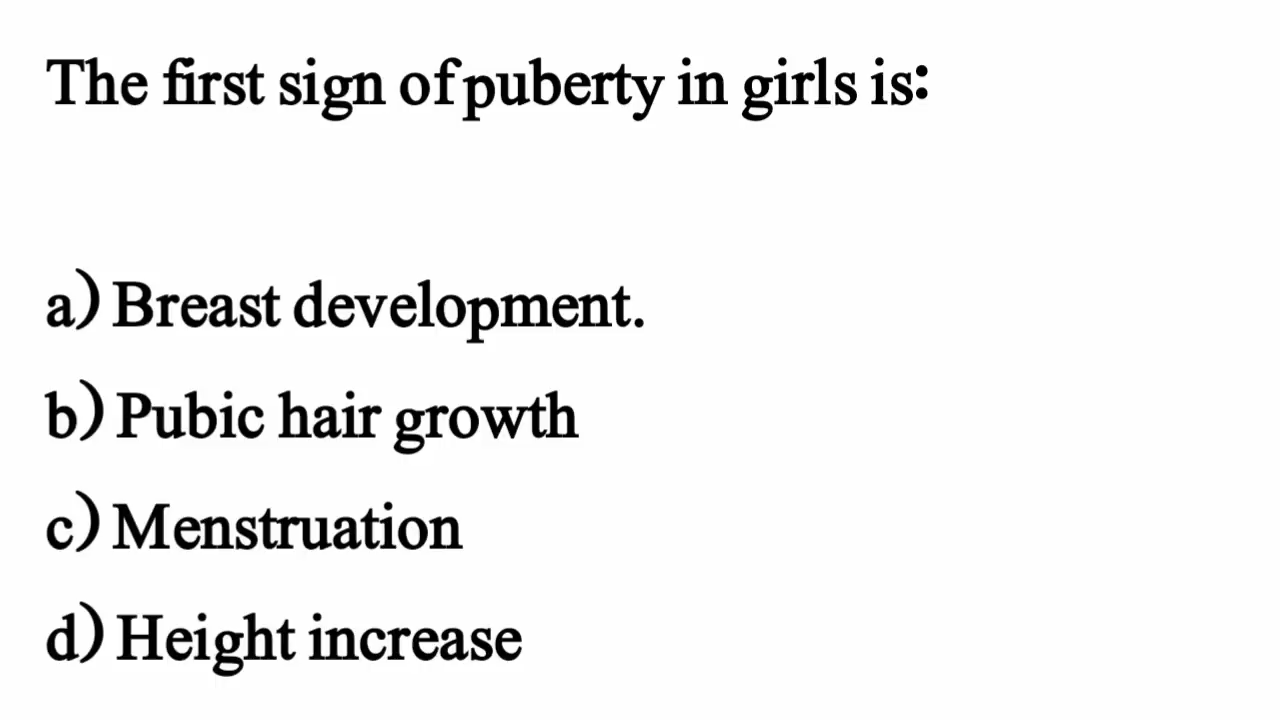 The first sign of puberty in girls is:
a) Breast development.
b) Pubic hair growth
c) Menstruation
d) Height increase